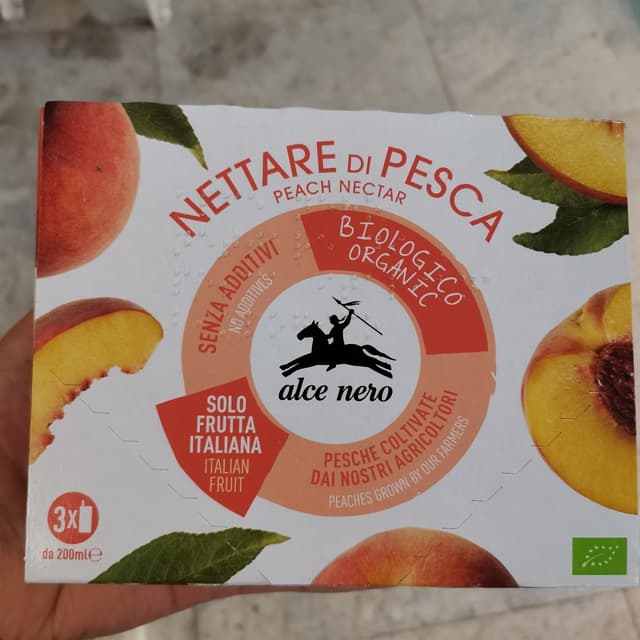 NETTARE DI PESCA
PEACH NECTAR
BIOLOGICO
ORGANIC
SENZA ADDITIVI
NO ADDITIVES
alce nero
SOLO
FRUTTA
ITALIANA
ITALIAN
FRUIT
PESCHE COLTIVATE
DAI NOSTRI AGRICOLTORI
PEACHES GROWN BY OUR FARMERS
3x
da 200ml℮